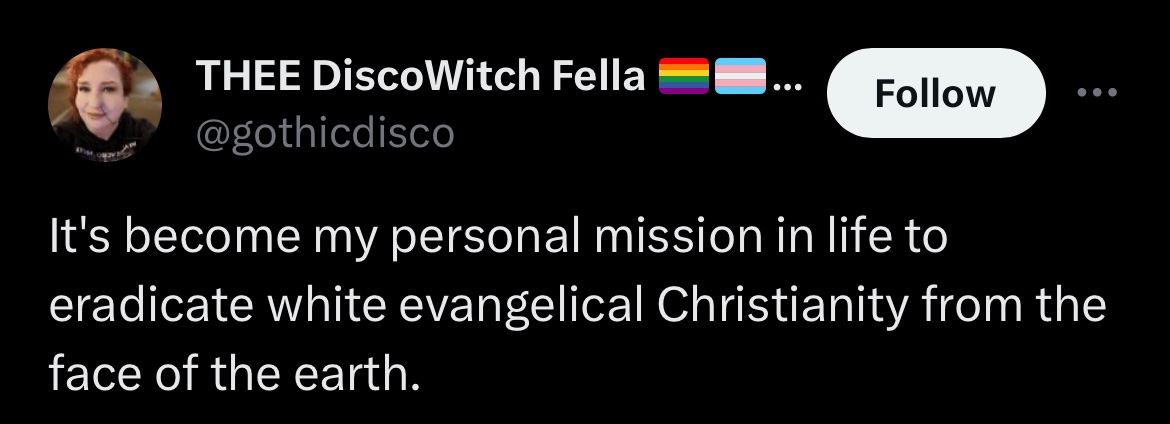 THEE DiscoWitch Fella 🏳️‍🌈🏳️‍⚧️...
Follow
@gothicdisco
It's become my personal mission in life to
eradicate white evangelical Christianity from the
face of the earth.